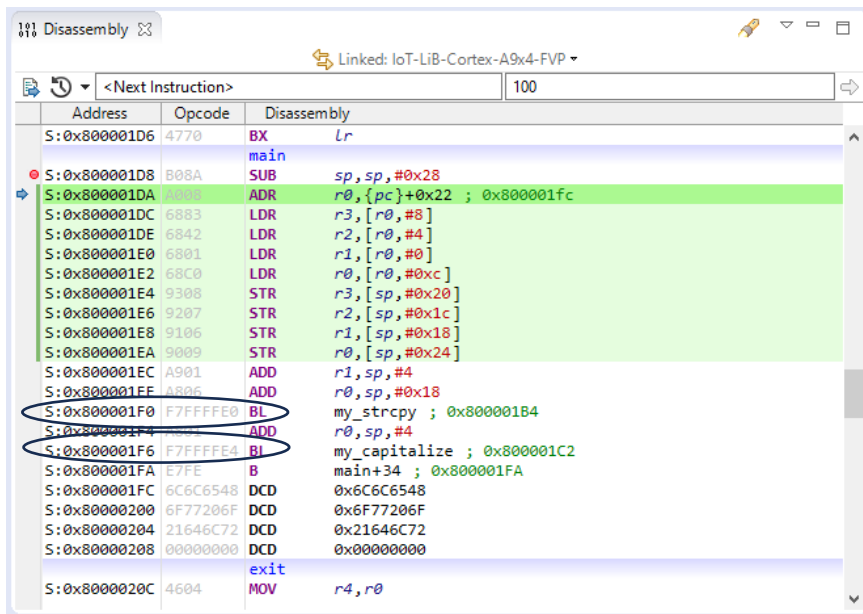 Disassembly
Linked: IoT-LiB-Cortex-A9x4-FVP
<Next Instruction> 100
Address Opcode Disassembly
S:0x800001D6 4770 BX lr
main
S:0x800001D8 B08A SUB sp,sp,#0x28
S:0x800001DA A008 ADR r0,{pc}+0x22 ; 0x800001fc
S:0x800001DC 6883 LDR r3,[r0,#8]
S:0x800001DE 6842 LDR r2,[r0,#4]
S:0x800001E0 6801 LDR r1,[r0,#0]
S:0x800001E2 68C0 LDR r0,[r0,#0xc]
S:0x800001E4 9308 STR r3,[sp,#0x20]
S:0x800001E6 9207 STR r2,[sp,#0x1c]
S:0x800001E8 9106 STR r1,[sp,#0x18]
S:0x800001EA 9009 STR r0,[sp,#0x24]
S:0x800001EC A901 ADD r1,sp,#4
S:0x800001EE A806 ADD r0,sp,#0x18
S:0x800001F0 F7FFFFE0 BL my_strcpy ; 0x800001B4
S:0x800001F4 A801 ADD r0,sp,#4
S:0x800001F6 F7FFFFE4 BL my_capitalize ; 0x800001C2
S:0x800001FA E7FE B main+34 ; 0x800001FA
S:0x800001FC 6C6C6548 DCD 0x6C6C6548
S:0x80000200 6F77206F DCD 0x6F77206F
S:0x80000204 21646C72 DCD 0x21646C72
S:0x80000208 00000000 DCD 0x00000000
exit
S:0x8000020C 4604 MOV r4,r0